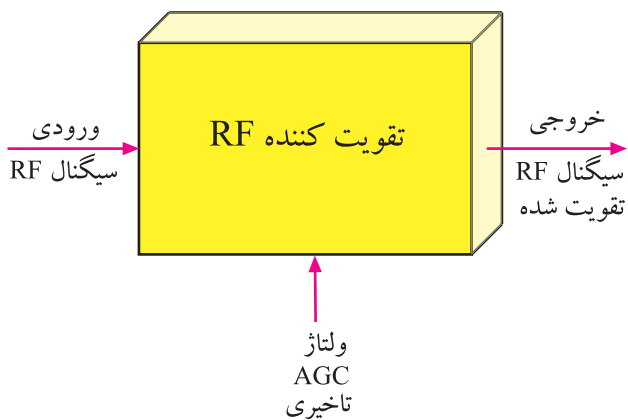 تقویت کننده RF
ورودی
سیگنال RF
خروجی
سیگنال RF
تقویت شده
ولتاژ
AGC
تاخیری